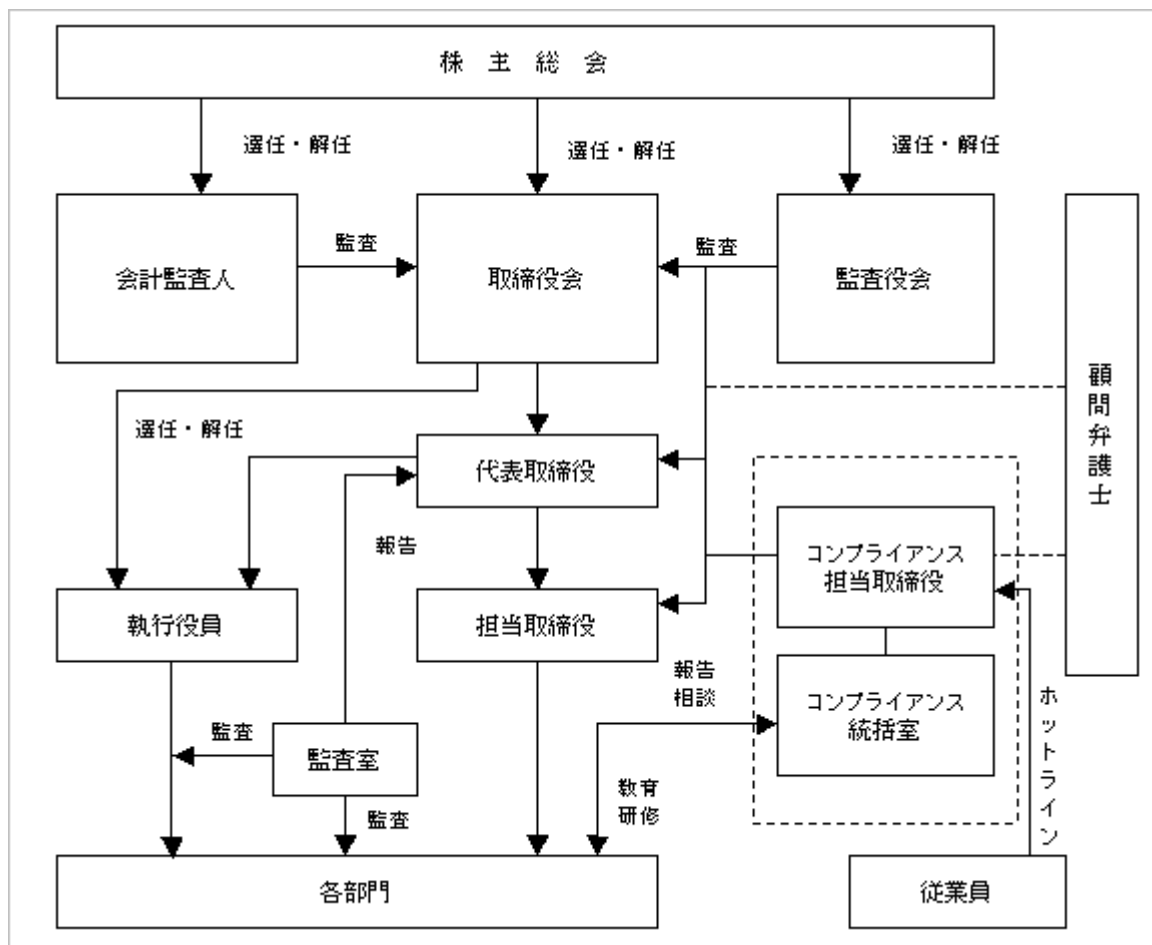 株主総会
選任・解任
選任・解任
選任・解任
会計監査人
監査
取締役会
監査
監査役会
顧問弁護士
選任・解任
代表取締役
報告
コンプライアンス
担当取締役
執行役員
担当取締役
報告
相談
コンプライアンス
統括室
ホットライン
監査
監査室
監査
教育
研修
各部門
従業員